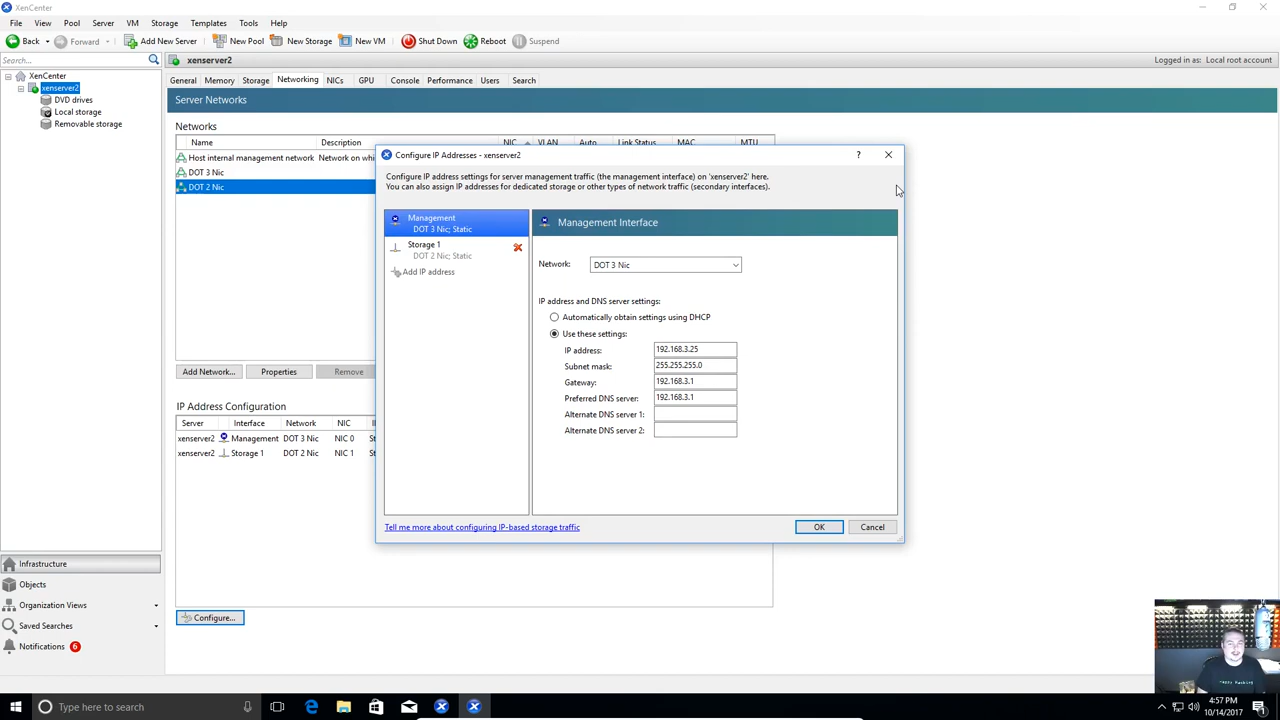 XenCenter
File View Pool Server VM Storage Templates Tools Help
Back Forward Add New Server New Pool New Storage New VM Shut Down Reboot Suspend
Search...
xenserver2
Logged in as: Local root account
XenCenter
xenserver2
DVD drives
Local storage
Removable storage
General Memory Storage Networking NICs GPU Console Performance Users Search
Server Networks
Networks
Name Description NIC VLAN Auto Link Status MAC MTU
Host internal management network Network on whi
DOT 3 Nic
DOT 2 Nic
Add Network... Properties Remove
IP Address Configuration
Server Interface Network NIC
xenserver2 Management DOT 3 Nic NIC 0
xenserver2 Storage 1 DOT 2 Nic NIC 1
Configure...
Configure IP Addresses - xenserver2
?
Configure IP address settings for server management traffic (the management interface) on 'xenserver2' here.
You can also assign IP addresses for dedicated storage or other types of network traffic (secondary interfaces).
Management
DOT 3 Nic; Static
Storage 1
DOT 2 Nic; Static
Add IP address
Management Interface
Network: DOT 3 Nic
IP address and DNS server settings:
Automatically obtain settings using DHCP
Use these settings:
IP address: 192.168.3.25
Subnet mask: 255.255.255.0
Gateway: 192.168.3.1
Preferred DNS server: 192.168.3.1
Alternate DNS server 1:
Alternate DNS server 2:
Tell me more about configuring IP-based storage traffic
OK Cancel
Infrastructure
Objects
Organization Views
Saved Searches
Notifications 6
Type here to search
4:57 PM
10/14/2017
1